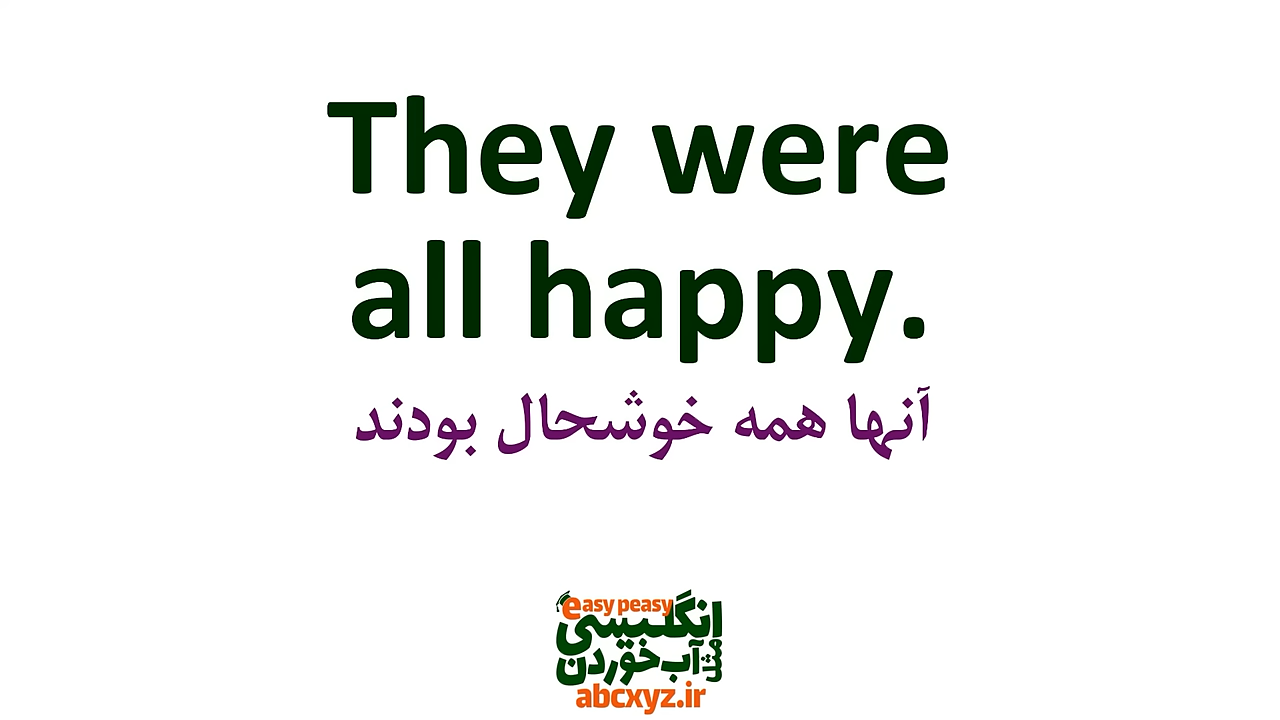 They were
all happy.
آنها همه خوشحال بودند
easy peasy
انگلیسی
مثل آب خوردن
abcxyz.ir